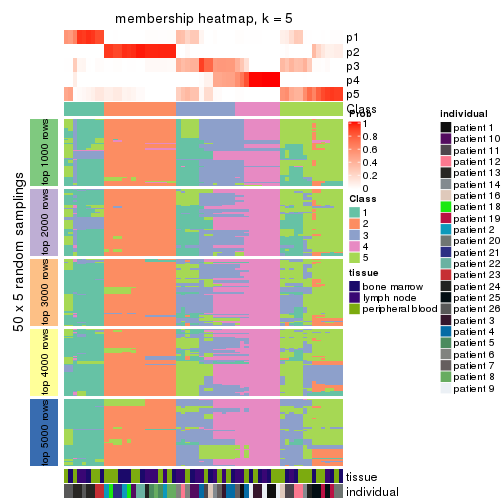 membership heatmap, k = 5
p1
p2
p3
p4
p5
Class
50 x 5 random samplings
top 1000 rows
top 2000 rows
top 3000 rows
top 4000 rows
top 5000 rows
tissue
individual
Prob
1
0.8
0.6
0.4
0.2
0
Class
1
2
3
4
5
tissue
bone marrow
lymph node
peripheral blood
individual
patient 1
patient 10
patient 11
patient 12
patient 13
patient 14
patient 16
patient 18
patient 19
patient 2
patient 20
patient 21
patient 22
patient 23
patient 24
patient 25
patient 26
patient 3
patient 4
patient 5
patient 6
patient 7
patient 8
patient 9